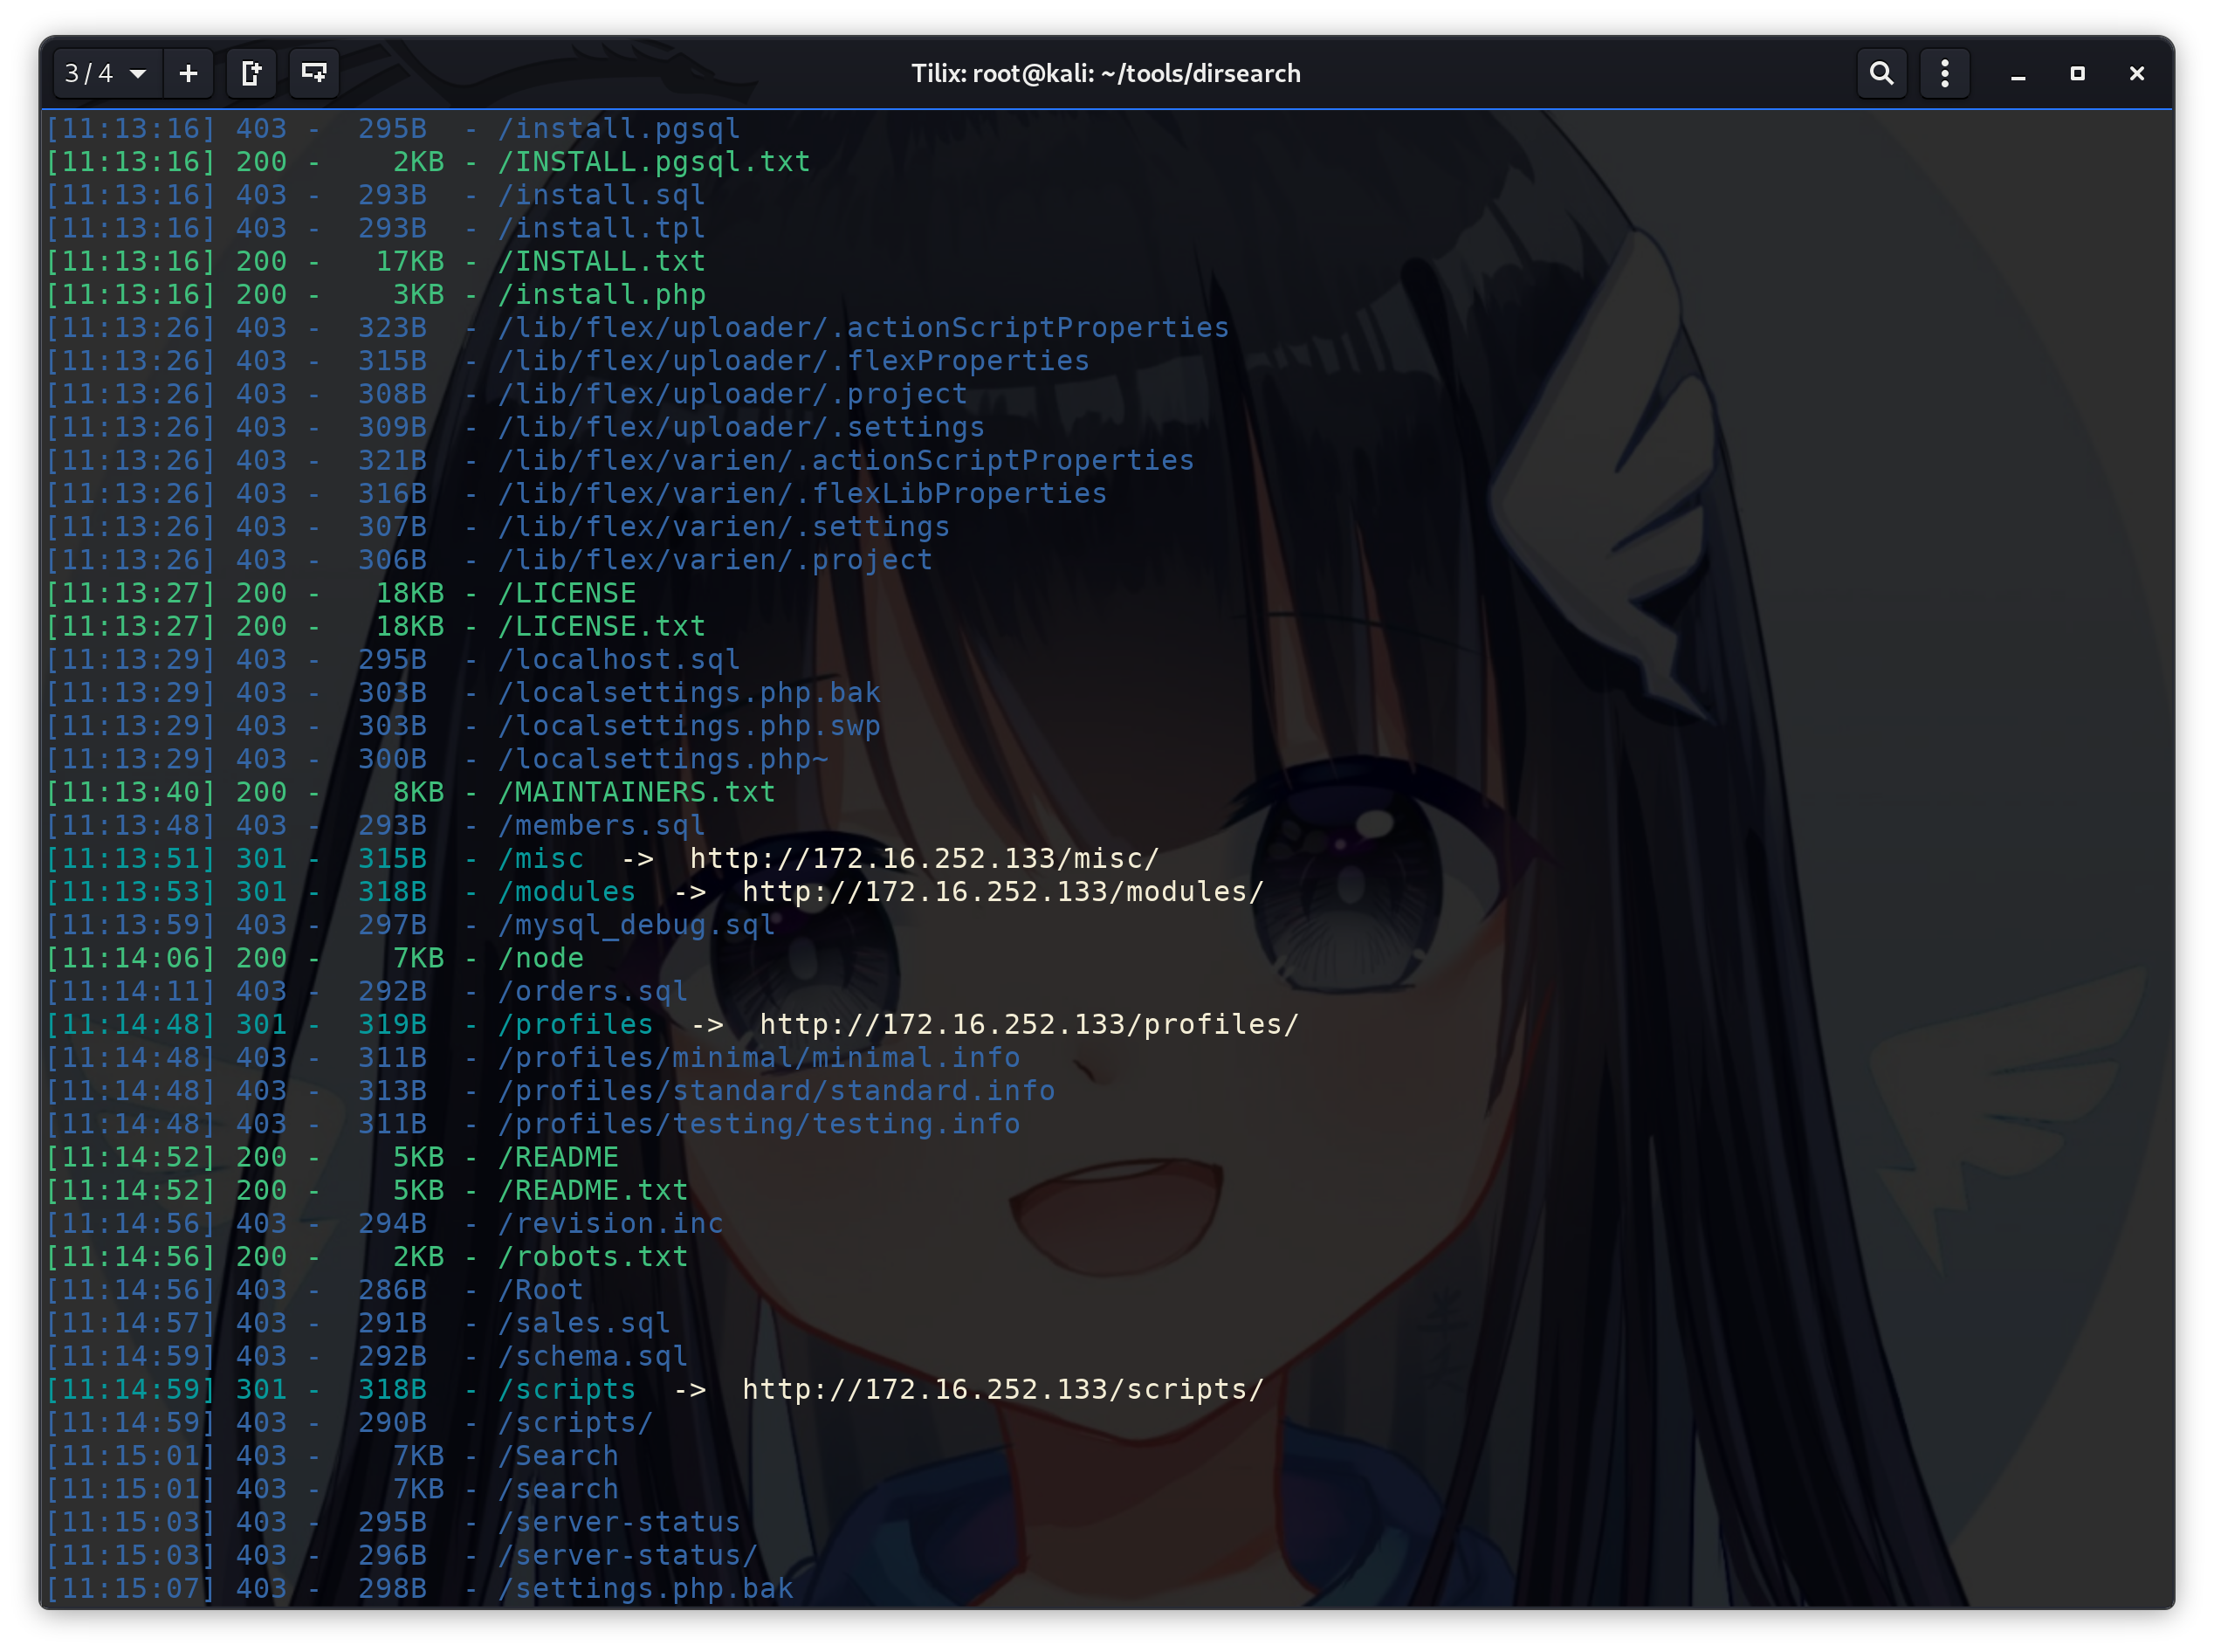 3 / 4
Tilix: root@kali: ~/tools/dirsearch
[11:13:16] 403 -  295B  - /install.pgsql
[11:13:16] 200 -    2KB - /INSTALL.pgsql.txt
[11:13:16] 403 -  293B  - /install.sql
[11:13:16] 403 -  293B  - /install.tpl
[11:13:16] 200 -   17KB - /INSTALL.txt
[11:13:16] 200 -    3KB - /install.php
[11:13:26] 403 -  323B  - /lib/flex/uploader/.actionScriptProperties
[11:13:26] 403 -  315B  - /lib/flex/uploader/.flexProperties
[11:13:26] 403 -  308B  - /lib/flex/uploader/.project
[11:13:26] 403 -  309B  - /lib/flex/uploader/.settings
[11:13:26] 403 -  321B  - /lib/flex/varien/.actionScriptProperties
[11:13:26] 403 -  316B  - /lib/flex/varien/.flexLibProperties
[11:13:26] 403 -  307B  - /lib/flex/varien/.settings
[11:13:26] 403 -  306B  - /lib/flex/varien/.project
[11:13:27] 200 -   18KB - /LICENSE
[11:13:27] 200 -   18KB - /LICENSE.txt
[11:13:29] 403 -  295B  - /localhost.sql
[11:13:29] 403 -  303B  - /localsettings.php.bak
[11:13:29] 403 -  303B  - /localsettings.php.swp
[11:13:29] 403 -  300B  - /localsettings.php~
[11:13:40] 200 -    8KB - /MAINTAINERS.txt
[11:13:48] 403 -  293B  - /members.sql
[11:13:51] 301 -  315B  - /misc  ->  http://172.16.252.133/misc/
[11:13:53] 301 -  318B  - /modules  ->  http://172.16.252.133/modules/
[11:13:59] 403 -  297B  - /mysql_debug.sql
[11:14:06] 200 -    7KB - /node
[11:14:11] 403 -  292B  - /orders.sql
[11:14:48] 301 -  319B  - /profiles  ->  http://172.16.252.133/profiles/
[11:14:48] 403 -  311B  - /profiles/minimal/minimal.info
[11:14:48] 403 -  313B  - /profiles/standard/standard.info
[11:14:48] 403 -  311B  - /profiles/testing/testing.info
[11:14:52] 200 -    5KB - /README
[11:14:52] 200 -    5KB - /README.txt
[11:14:56] 403 -  294B  - /revision.inc
[11:14:56] 200 -    2KB - /robots.txt
[11:14:56] 403 -  286B  - /Root
[11:14:57] 403 -  291B  - /sales.sql
[11:14:59] 403 -  292B  - /schema.sql
[11:14:59] 301 -  318B  - /scripts  ->  http://172.16.252.133/scripts/
[11:14:59] 403 -  290B  - /scripts/
[11:15:01] 403 -    7KB - /Search
[11:15:01] 403 -    7KB - /search
[11:15:03] 403 -  295B  - /server-status
[11:15:03] 403 -  296B  - /server-status/
[11:15:07] 403 -  298B  - /settings.php.bak